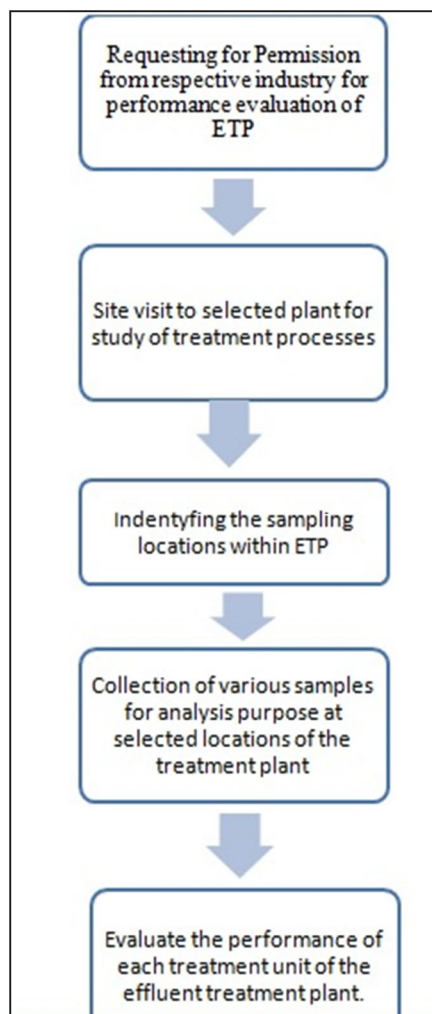 Requesting for Permission
from respective industry for
performance evaluation of
ETP
Site visit to selected plant for
study of treatment processes
Indentyfing the sampling
locations within ETP
Collection of various samples
for analysis purpose at
selected locations of the
treatment plant
Evaluate the performance of
each treatment unit of the
effluent treatment plant.